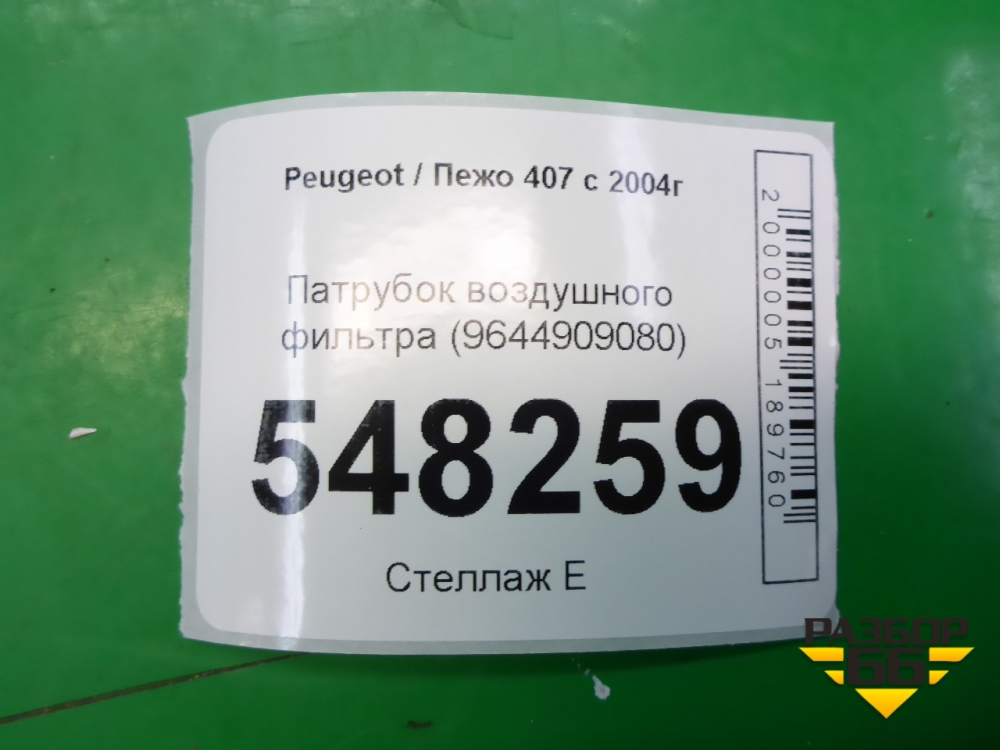 Peugeot / Пежо 407 с 2004г
Патрубок воздушного
фильтра (9644909080)
548259
Стеллаж Е
2000005189760
РАЗБОР
66